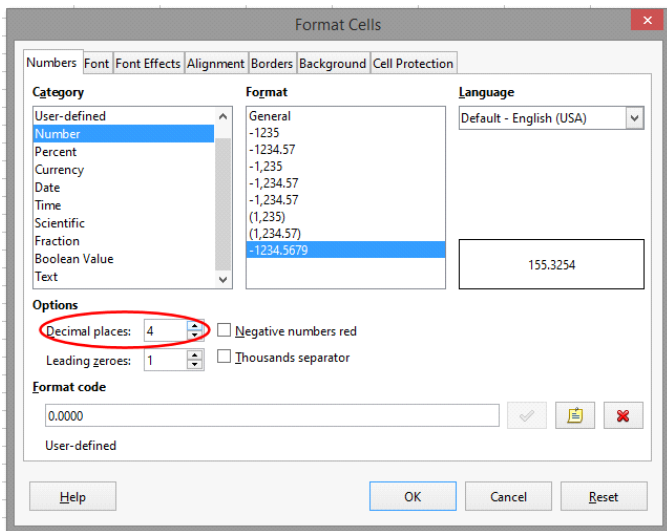 Format Cells
Numbers Font Font Effects Alignment Borders Background Cell Protection
Category
User-defined
Number
Percent
Currency
Date
Time
Scientific
Fraction
Boolean Value
Text
Format
General
-1235
-1234.57
-1,235
-1,234.57
-1,234.57
(1,235)
(1,234.57)
-1234.5679
Language
Default - English (USA)
155.3254
Options
Decimal places: 4
Negative numbers red
Leading zeroes: 1
Thousands separator
Format code
0.0000
User-defined
Help
OK
Cancel
Reset